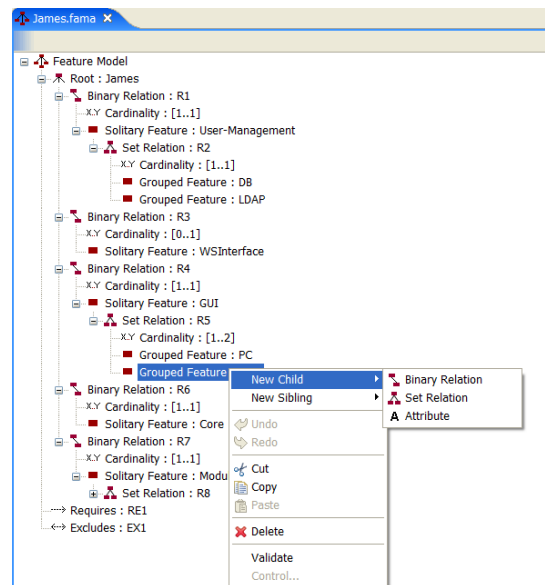 James.fama
Feature Model
Root : James
Binary Relation : R1
X.Y Cardinality : [1..1]
Solitary Feature : User-Management
Set Relation : R2
X.Y Cardinality : [1..1]
Grouped Feature : DB
Grouped Feature : LDAP
Binary Relation : R3
X.Y Cardinality : [0..1]
Solitary Feature : WSInterface
Binary Relation : R4
X.Y Cardinality : [1..1]
Solitary Feature : GUI
Set Relation : R5
X.Y Cardinality : [1..2]
Grouped Feature : PC
Grouped Feature
Binary Relation : R6
X.Y Cardinality : [1..1]
Solitary Feature : Core
Binary Relation : R7
X.Y Cardinality : [1..1]
Solitary Feature : Modu
Set Relation : R8
Requires : RE1
Excludes : EX1
New Child
New Sibling
Undo
Redo
Cut
Copy
Paste
Delete
Validate
Control...
Binary Relation
Set Relation
A Attribute